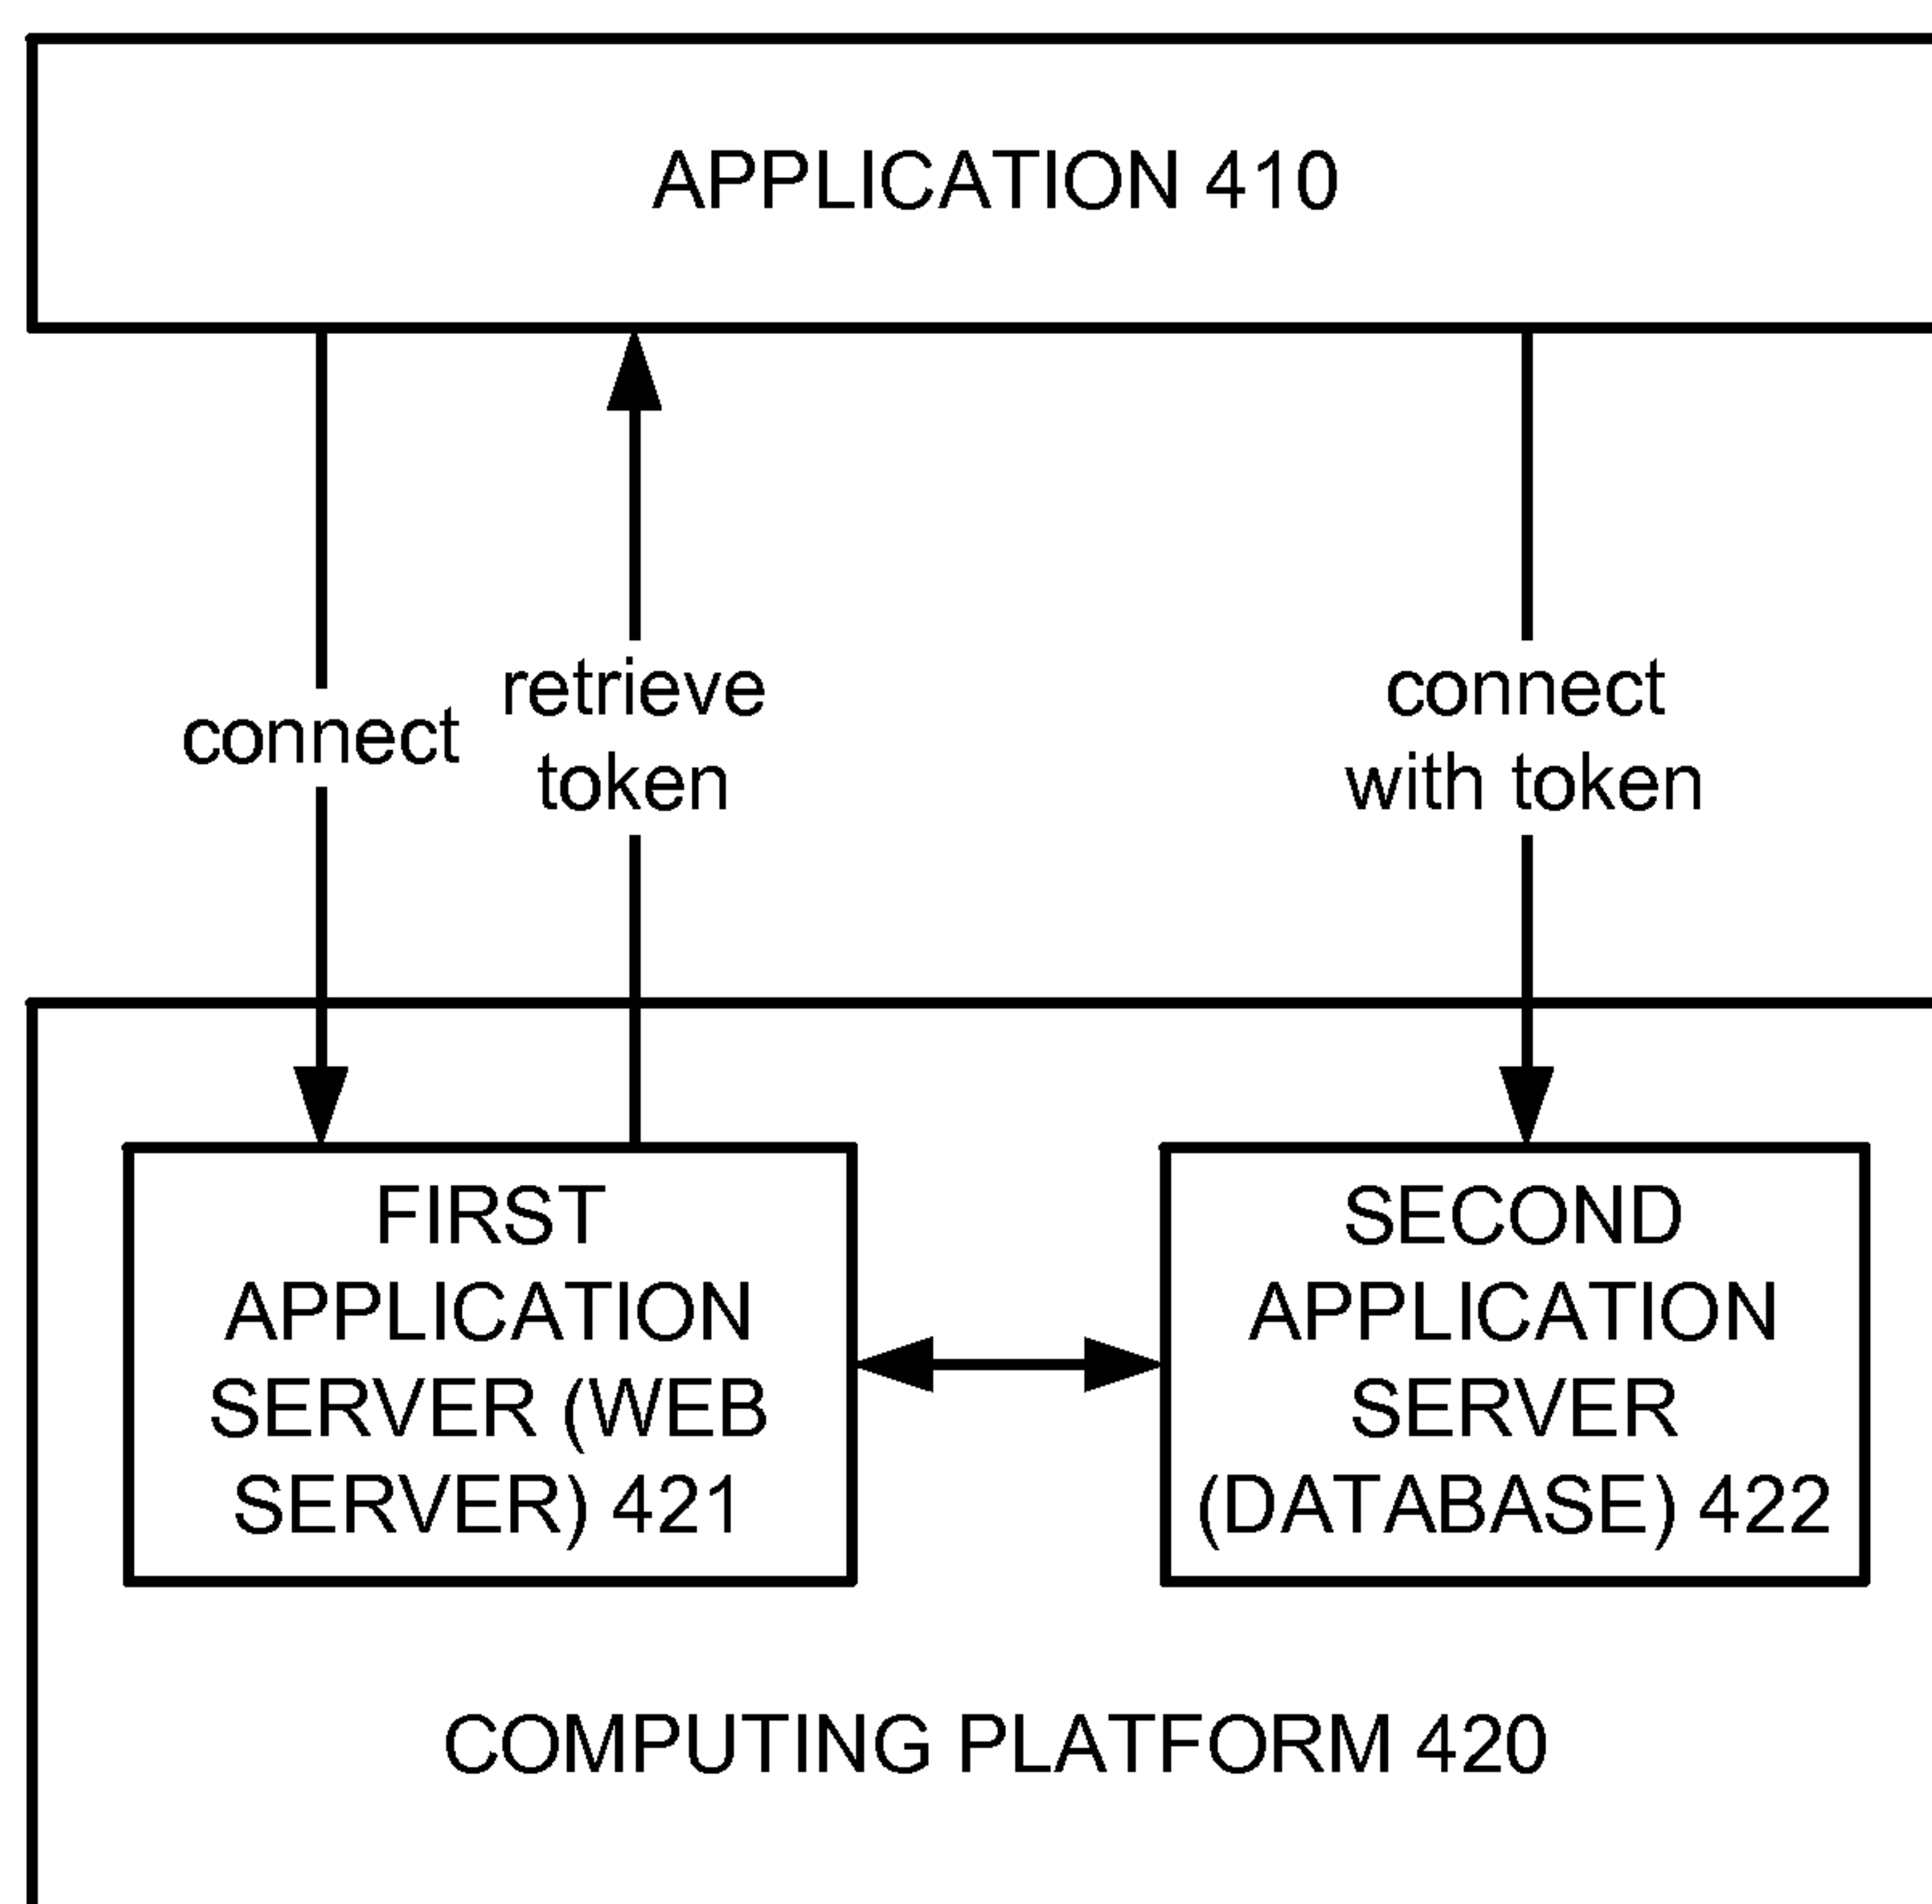 APPLICATION 410
connect
retrieve
token
connect
with token
FIRST
APPLICATION
SERVER (WEB
SERVER) 421
SECOND
APPLICATION
SERVER
(DATABASE) 422
COMPUTING PLATFORM 420